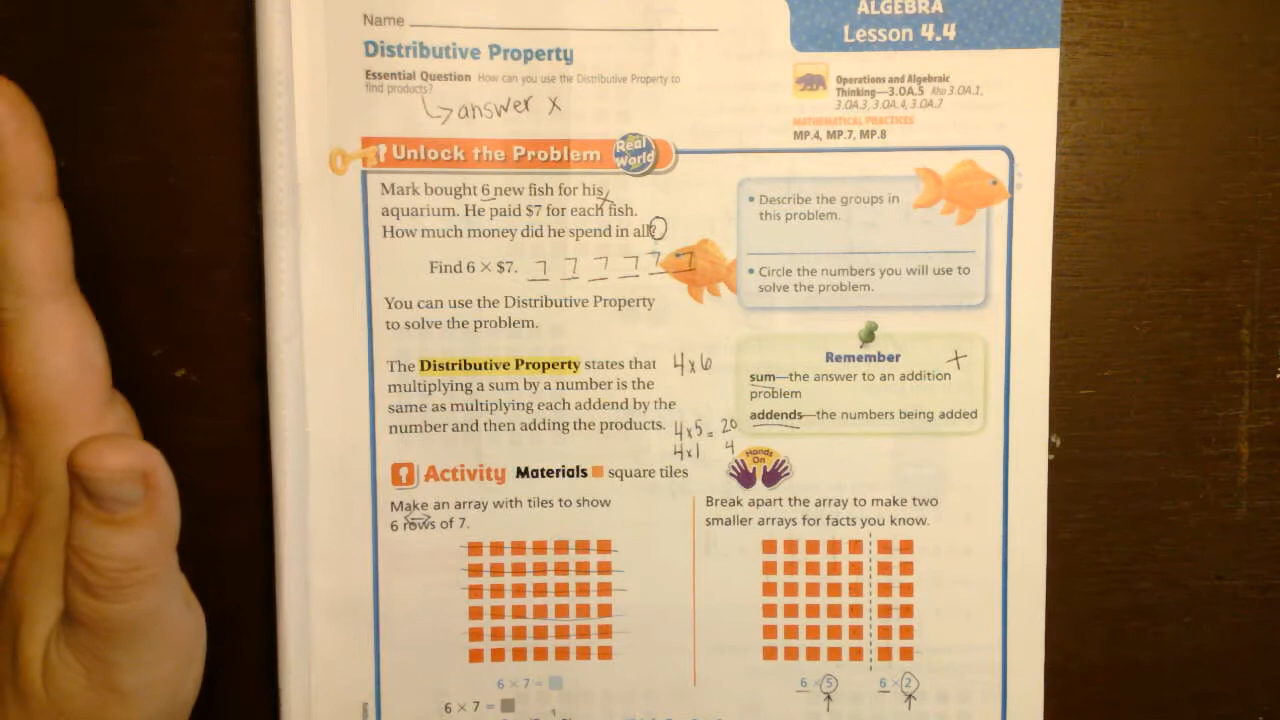 Name
ALGEBRA
Lesson 4.4
Distributive Property
Essential Question How can you use the Distributive Property to
find products?
answer x
Operations and Algebraic
Thinking—3.OA.5 Also 3.OA.1,
3.OA.3, 3.OA.4, 3.OA.7
MATHEMATICAL PRACTICES
MP.4, MP.7, MP.8
Unlock the Problem
Real
World
Mark bought 6 new fish for his
aquarium. He paid $7 for each fish.
How much money did he spend in all?
Find 6 × $7. 7 7 7 7 7 7
• Describe the groups in
this problem.
• Circle the numbers you will use to
solve the problem.
You can use the Distributive Property
to solve the problem.
The Distributive Property states that
multiplying a sum by a number is the
same as multiplying each addend by the
number and then adding the products.
4 x 6
4 x 5 = 20
4 x 1 4
Remember +
sum—the answer to an addition
problem
addends—the numbers being added
Activity Materials square tiles
Hands
On
Make an array with tiles to show
6 rows of 7.
Break apart the array to make two
smaller arrays for facts you know.
6 × 7 =
6 × 7 =
6 × 5 6 × 2